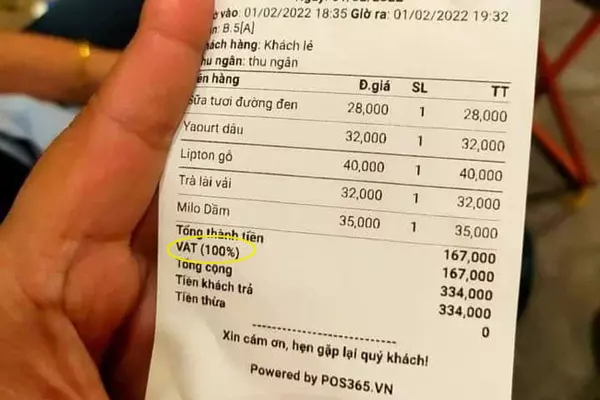 vào: 01/02/2022 18:35 Giờ ra: 01/02/2022 19:32
B.5[A]
hách hàng: Khách lẻ
hu ngân: thu ngân
ên hàng Đ.giá SL TT
Sữa tươi đường đen 28,000 1 28,000
Yaourt dâu 32,000 1 32,000
Lipton gỗ 40,000 1 40,000
Trà lài vải 32,000 1 32,000
Milo Dầm 35,000 1 35,000
Tổng thành tiền 167,000
VAT (100%) 167,000
Tổng cộng 334,000
Tiền khách trả 334,000
Tiền thừa 0
Xin cám ơn, hẹn gặp lại quý khách!
Powered by POS365.VN